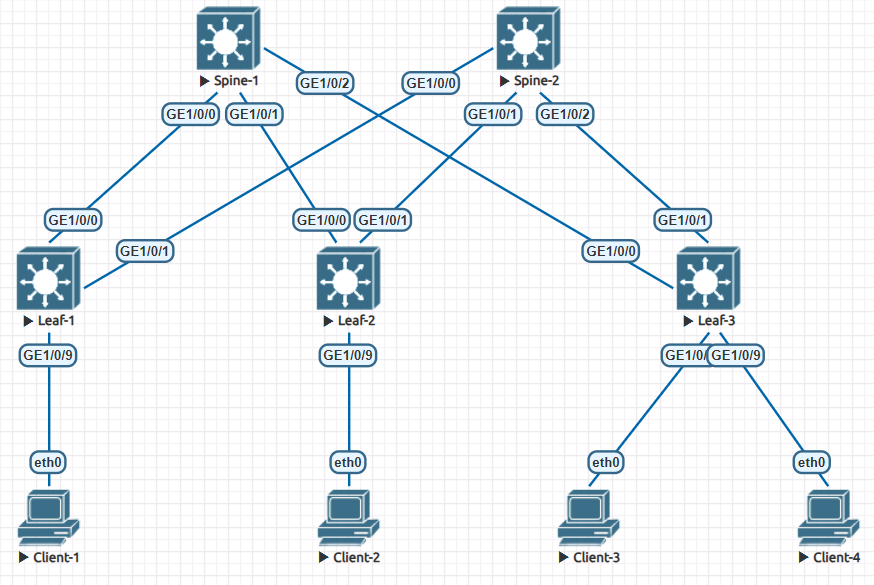 Spine-1
Spine-2
GE1/0/2
GE1/0/0
GE1/0/0
GE1/0/1
GE1/0/1
GE1/0/2
GE1/0/0
GE1/0/0
GE1/0/1
GE1/0/1
GE1/0/1
GE1/0/0
Leaf-1
Leaf-2
Leaf-3
GE1/0/9
GE1/0/9
GE1/0/
GE1/0/9
eth0
eth0
eth0
eth0
Client-1
Client-2
Client-3
Client-4